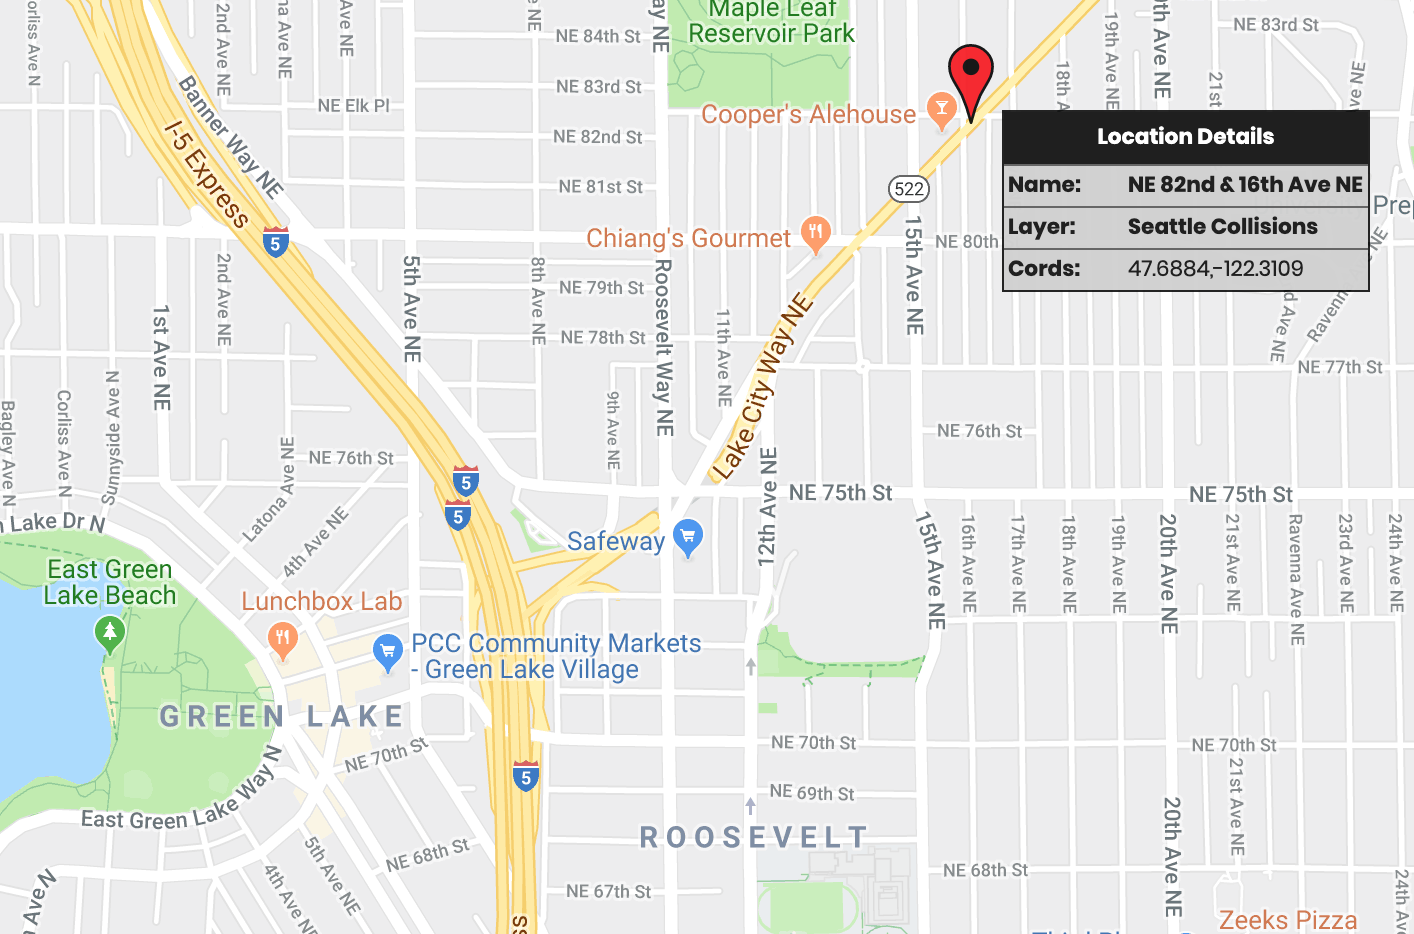 Maple Leaf
Reservoir Park
NE 84th St
NE 83rd St
NE 83rd St
NE Elk Pl
NE 82nd St
NE 81st St
Cooper's Alehouse
Location Details
Name: NE 82nd & 16th Ave NE
Layer: Seattle Collisions
Cords: 47.6884,-122.3109
522
Chiang's Gourmet
NE 80th
Corliss Ave N
2nd Ave NE
Ave NE
Banner Way NE
I-5 Express
5
18th A
19th Ave NE
21st
5th Ave NE
8th Ave NE
Roosevelt Way NE
15th Ave NE
NE 79th St
NE 78th St
11th Ave NE
Lake City Way NE
1st Ave NE
2nd Ave NE
Ravenn
NE 77th St
Bagley Ave N
Corliss Ave N
Sunnyside Ave N
Latona Ave NE
NE 76th St
9th Ave NE
NE 76th St
5
5
NE 75th St
NE 75th St
12th Ave NE
4th Ave NE
Lake Dr N
Safeway
East Green
Lake Beach
Lunchbox Lab
PCC Community Markets
- Green Lake Village
15th Ave NE
16th Ave NE
17th Ave NE
18th Ave NE
19th Ave NE
20th Ave NE
21st Ave NE
Ravenna Ave NE
23rd Ave NE
24th Ave NE
GREEN LAKE
NE 70th St
NE 70th St
NE 70th St
5
NE 69th St
East Green Lake Way N
ROOSEVELT
NE 68th St
NE 68th St
5th Ave NE
4th Ave NE
NE 67th St
20th Ave NE
21st Ave NE
24th Ave
Zeeks Pizza